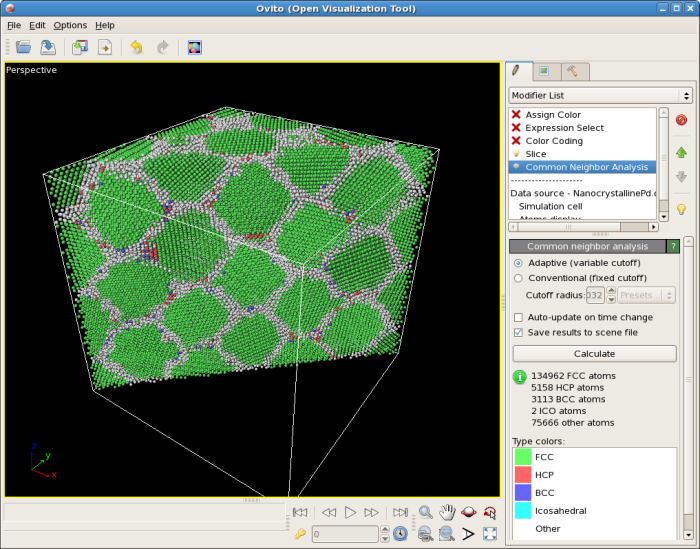 Ovito (Open Visualization Tool)
File Edit Options Help
Perspective
Modifier List
Assign Color
Expression Select
Color Coding
Slice
Common Neighbor Analysis
Data source - NanocrystallinePd.c
Simulation cell
Atoms display
Common neighbor analysis ?
Adaptive (variable cutoff)
Conventional (fixed cutoff)
Cutoff radius: 032 Presets...
Auto-update on time change
Save results to scene file
Calculate
134962 FCC atoms
5158 HCP atoms
3113 BCC atoms
2 ICO atoms
75666 other atoms
Type colors:
FCC
HCP
BCC
Icosahedral
Other
z
y
x
0